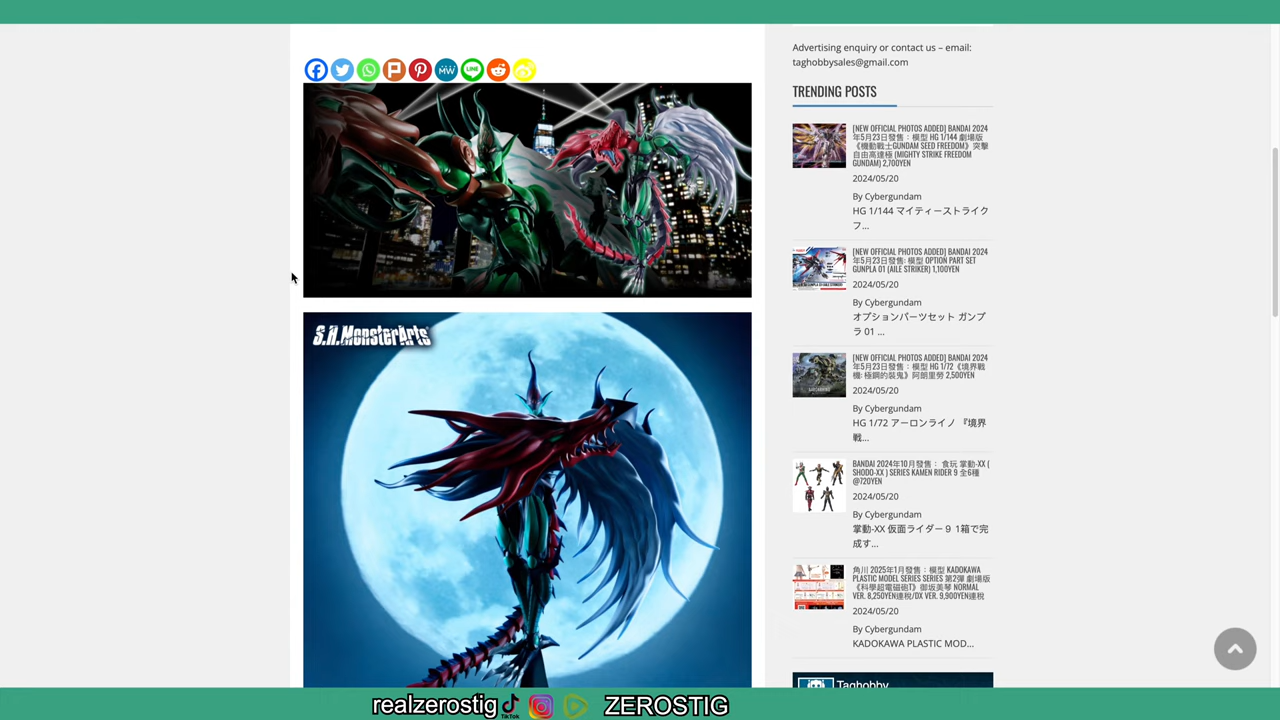 Advertising enquiry or contact us – email:
taghobbysales@gmail.com
TRENDING POSTS
[NEW OFFICIAL PHOTOS ADDED] BANDAI 2024
年5月23日發售：模型 HG 1/144 劇場版
《機動戰士GUNDAM SEED FREEDOM》突擊
自由高達極 (MIGHTY STRIKE FREEDOM
GUNDAM) 2,700YEN
2024/05/20
By Cybergundam
HG 1/144 マイティーストライク
フ...
[NEW OFFICIAL PHOTOS ADDED] BANDAI 2024
年5月23日發售: 模型 OPTION PART SET
GUNPLA 01 (AILE STRIKER) 1,100YEN
2024/05/20
By Cybergundam
オプションパーツセット ガンプ
ラ 01 ...
[NEW OFFICIAL PHOTOS ADDED] BANDAI 2024
年5月23日發售：模型 HG 1/72《境界戰
機: 極鋼的裝鬼》阿朗里勞 2,500YEN
2024/05/20
By Cybergundam
HG 1/72 アーロンライノ 『境界
戦...
BANDAI 2024年10月發售： 食玩 掌動-XX (
SHODO-XX ) SERIES KAMEN RIDER 9 全6種
@720YEN
2024/05/20
By Cybergundam
掌動-XX 仮面ライダー９ 1箱で完
成す...
角川 2025年1月發售：模型 KADOKAWA
PLASTIC MODEL SERIES SERIES 第2彈 劇場版
《科學超電磁砲T》御坂美琴 NORMAL
VER. 8,250YEN連稅/DX VER. 9,900YEN連稅
2024/05/20
By Cybergundam
KADOKAWA PLASTIC MOD...
S.H.MonsterArts
Taghobby
realzerostig
TikTok
ZEROSTIG